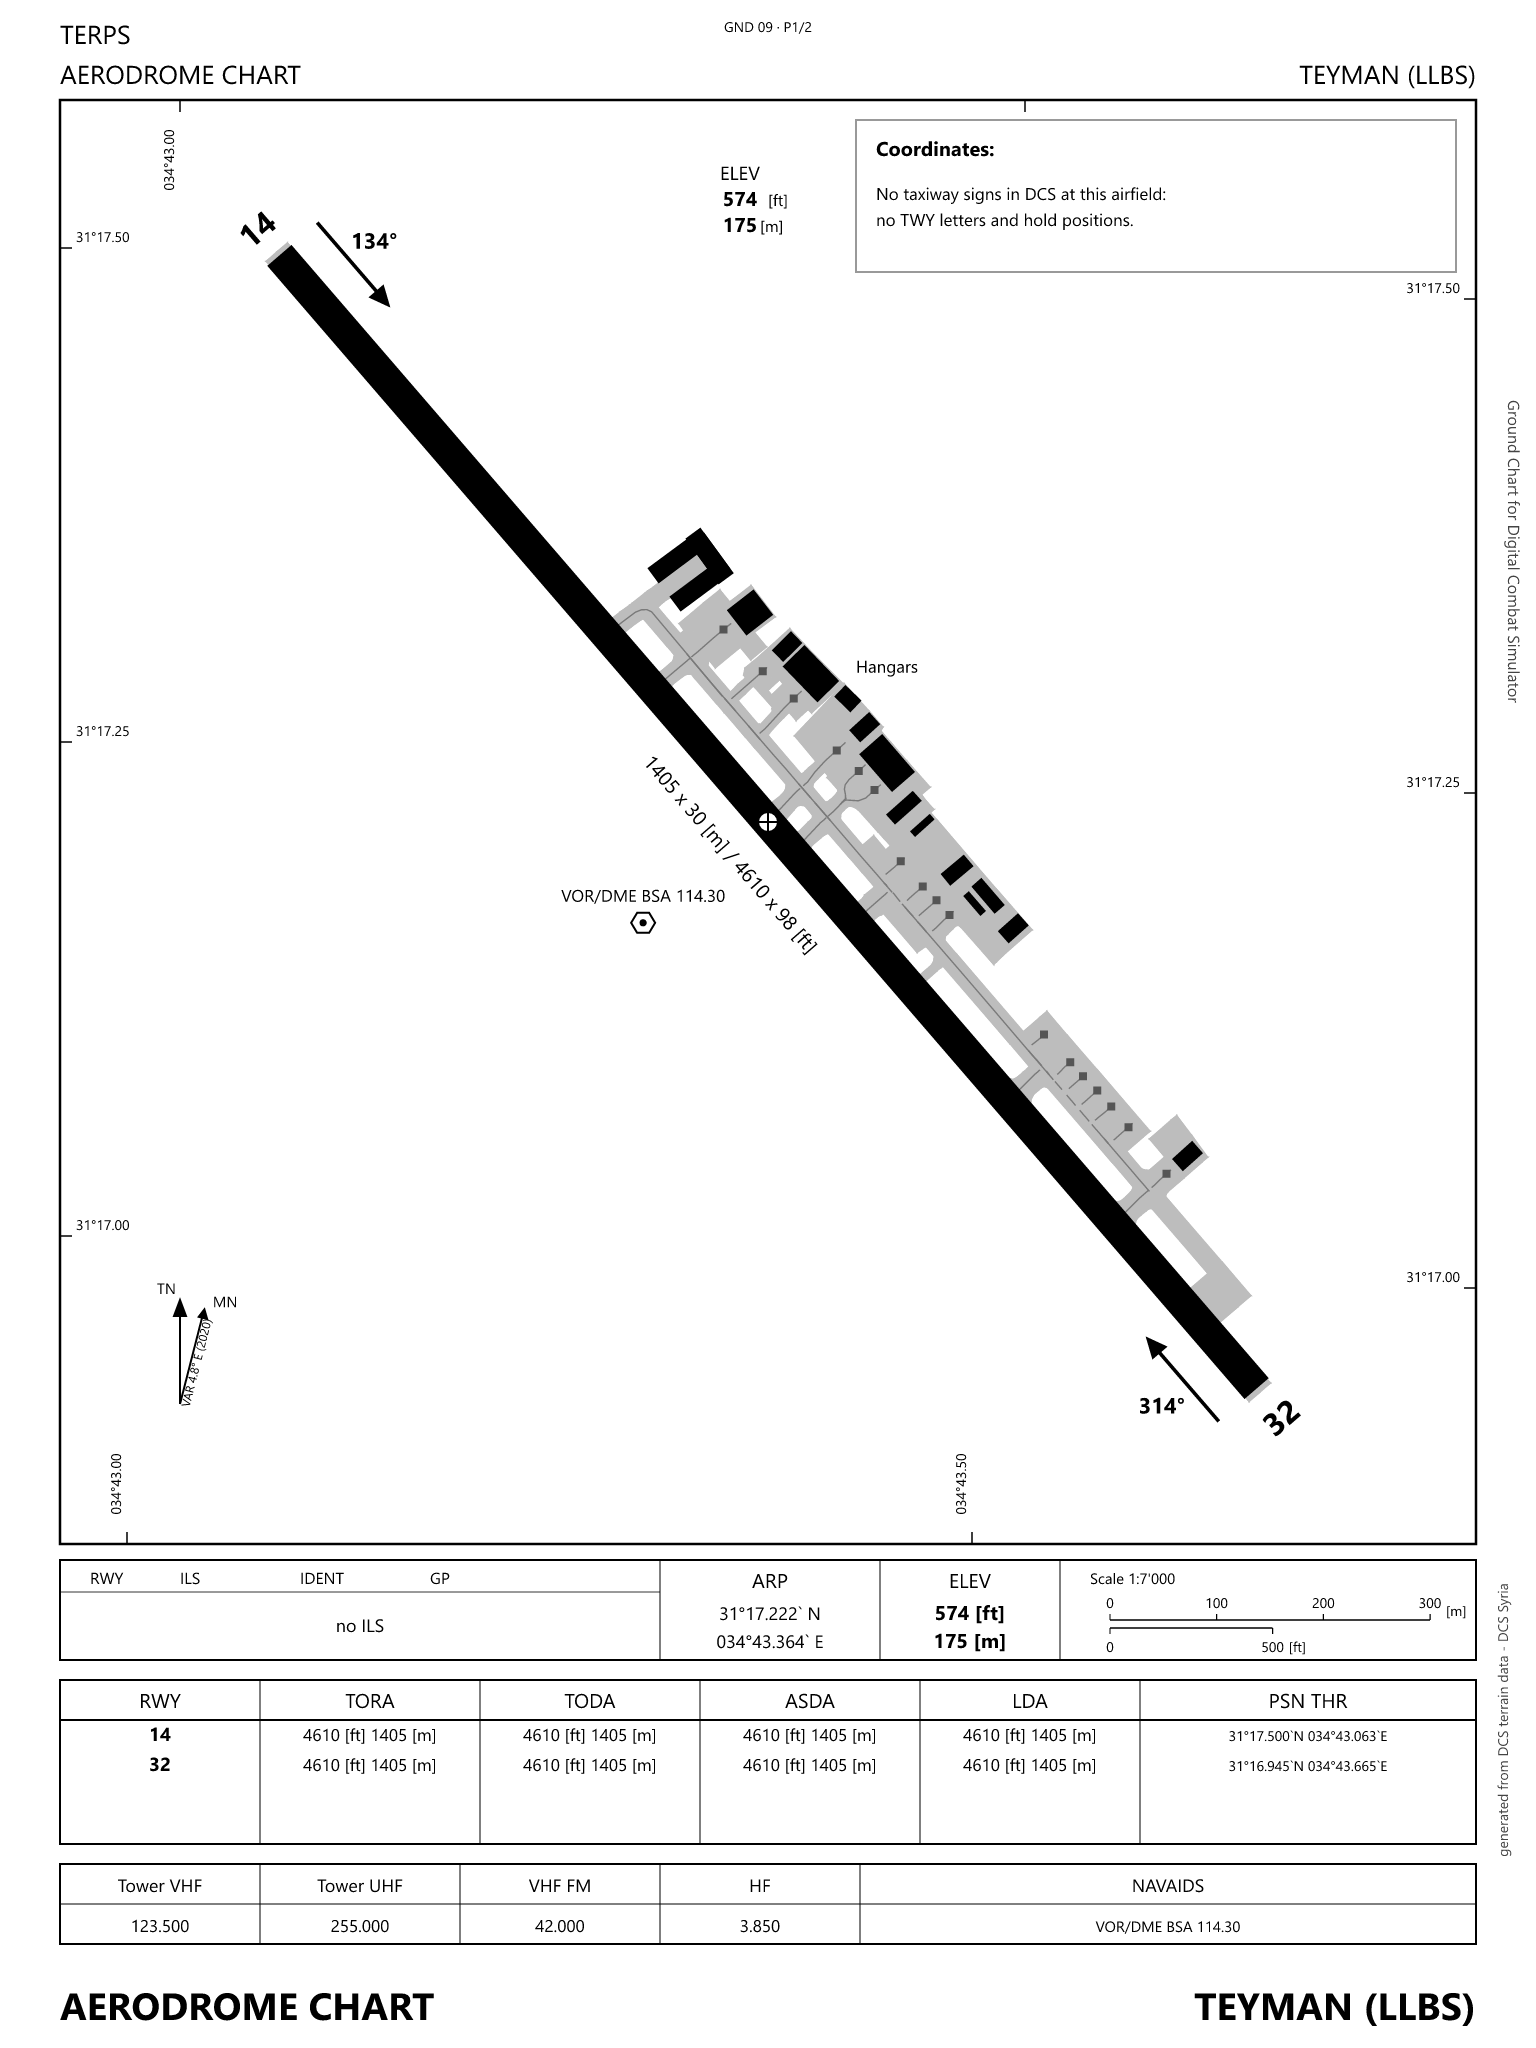 GND 09 · P1/2
TERPS
AERODROME CHART
TEYMAN (LLBS)
034°43.00
ELEV
574 [ft]
175 [m]
Coordinates:
No taxiway signs in DCS at this airfield:
no TWY letters and hold positions.
14
134°
31°17.50
31°17.50
Ground Chart for Digital Combat Simulator
Hangars
31°17.25
31°17.25
1405 x 30 [m] / 4610 x 98 [ft]
VOR/DME BSA 114.30
31°17.00
31°17.00
TN
MN
VAR 4.8° E (2020)
314°
32
034°43.00
034°43.50
RWY ILS IDENT GP
no ILS
ARP
31°17.222` N
034°43.364` E
ELEV
574 [ft]
175 [m]
Scale 1:7'000
0 100 200 300 [m]
0 500 [ft]
generated from DCS terrain data - DCS Syria
RWY TORA TODA ASDA LDA PSN THR
14 4610 [ft] 1405 [m] 4610 [ft] 1405 [m] 4610 [ft] 1405 [m] 4610 [ft] 1405 [m] 31°17.500`N 034°43.063`E
32 4610 [ft] 1405 [m] 4610 [ft] 1405 [m] 4610 [ft] 1405 [m] 4610 [ft] 1405 [m] 31°16.945`N 034°43.665`E
Tower VHF Tower UHF VHF FM HF NAVAIDS
123.500 255.000 42.000 3.850 VOR/DME BSA 114.30
AERODROME CHART
TEYMAN (LLBS)